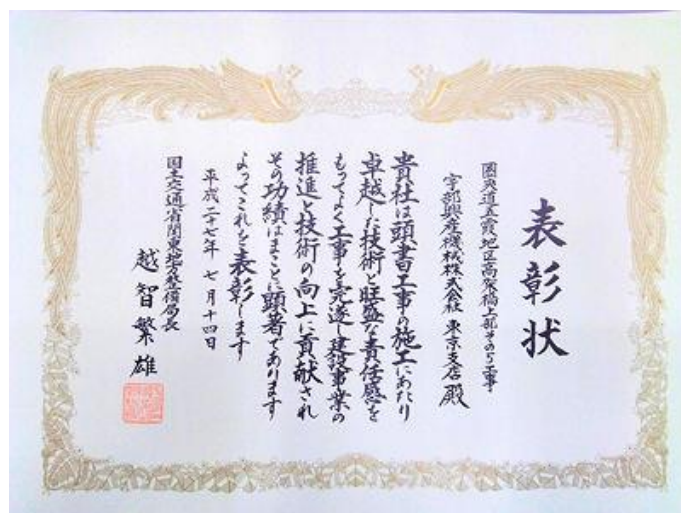 表彰状
圏央道五霞地区高架橋上部その5工事
宇部興産機械株式会社 東京支店 殿
貴社は頭書工事の施工にあたり
卓越した技術と旺盛な責任感を
もってよく工事を完遂し建設事業の
推進と技術の向上に貢献され
その功績はまことに顕著であります
よってこれを表彰します
平成二十七年 七月十四日
国土交通省関東地方整備局長
越智繁雄